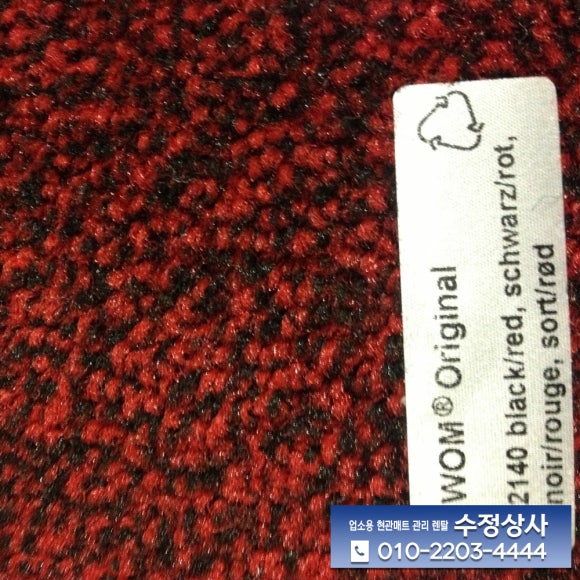 WOM® Original
2140 black/red, schwarz/rot,
noir/rouge, sort/rød
업소용 현관매트 관리 렌탈 수정상사
010-2203-4444